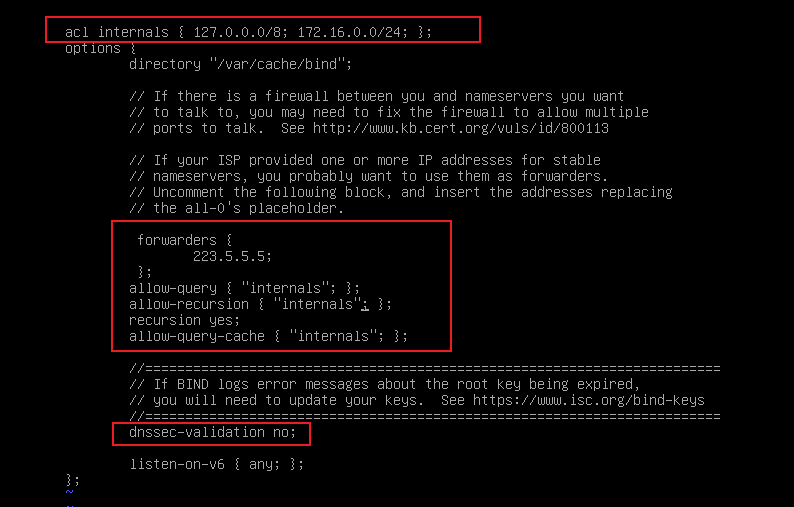 acl internals { 127.0.0.0/8; 172.16.0.0/24; };
options {
        directory "/var/cache/bind";

        // If there is a firewall between you and nameservers you want
        // to talk to, you may need to fix the firewall to allow multiple
        // ports to talk.  See http://www.kb.cert.org/vuls/id/800113

        // If your ISP provided one or more IP addresses for stable
        // nameservers, you probably want to use them as forwarders.
        // Uncomment the following block, and insert the addresses replacing
        // the all-0's placeholder.

         forwarders {
                223.5.5.5;
         };
        allow-query { "internals"; };
        allow-recursion { "internals"; };
        recursion yes;
        allow-query-cache { "internals"; };

        //========================================================================
        // If BIND logs error messages about the root key being expired,
        // you will need to update your keys.  See https://www.isc.org/bind-keys
        //========================================================================
        dnssec-validation no;

        listen-on-v6 { any; };
};
~
~